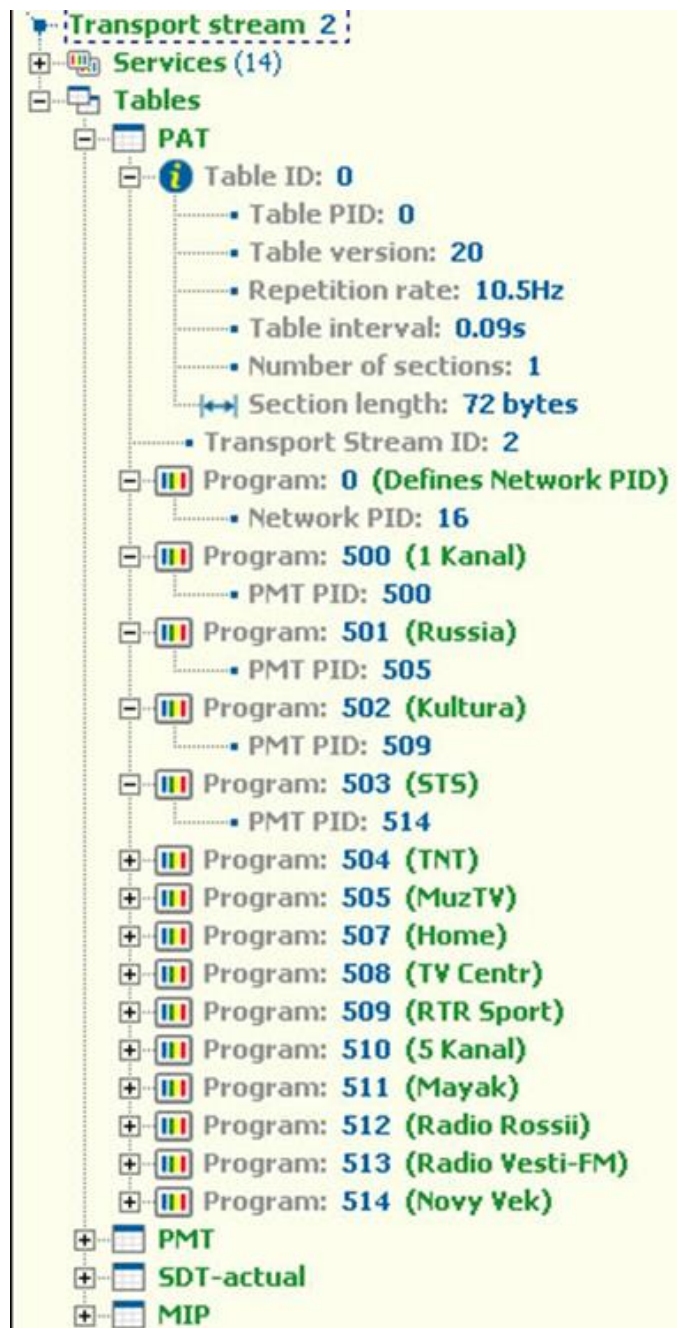 Transport stream 2
Services (14)
Tables
PAT
Table ID: 0
Table PID: 0
Table version: 20
Repetition rate: 10.5Hz
Table interval: 0.09s
Number of sections: 1
Section length: 72 bytes
Transport Stream ID: 2
Program: 0 (Defines Network PID)
Network PID: 16
Program: 500 (1 Kanal)
PMT PID: 500
Program: 501 (Russia)
PMT PID: 505
Program: 502 (Kultura)
PMT PID: 509
Program: 503 (STS)
PMT PID: 514
Program: 504 (TNT)
Program: 505 (MuzTV)
Program: 507 (Home)
Program: 508 (TV Centr)
Program: 509 (RTR Sport)
Program: 510 (5 Kanal)
Program: 511 (Mayak)
Program: 512 (Radio Rossii)
Program: 513 (Radio Vesti-FM)
Program: 514 (Novy Vek)
PMT
SDT-actual
MIP